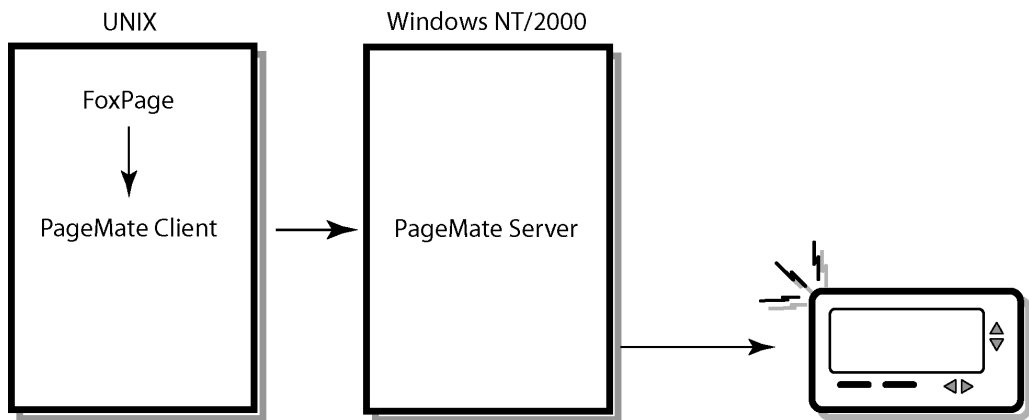 UNIX
Windows NT/2000
FoxPage
PageMate Client
PageMate Server